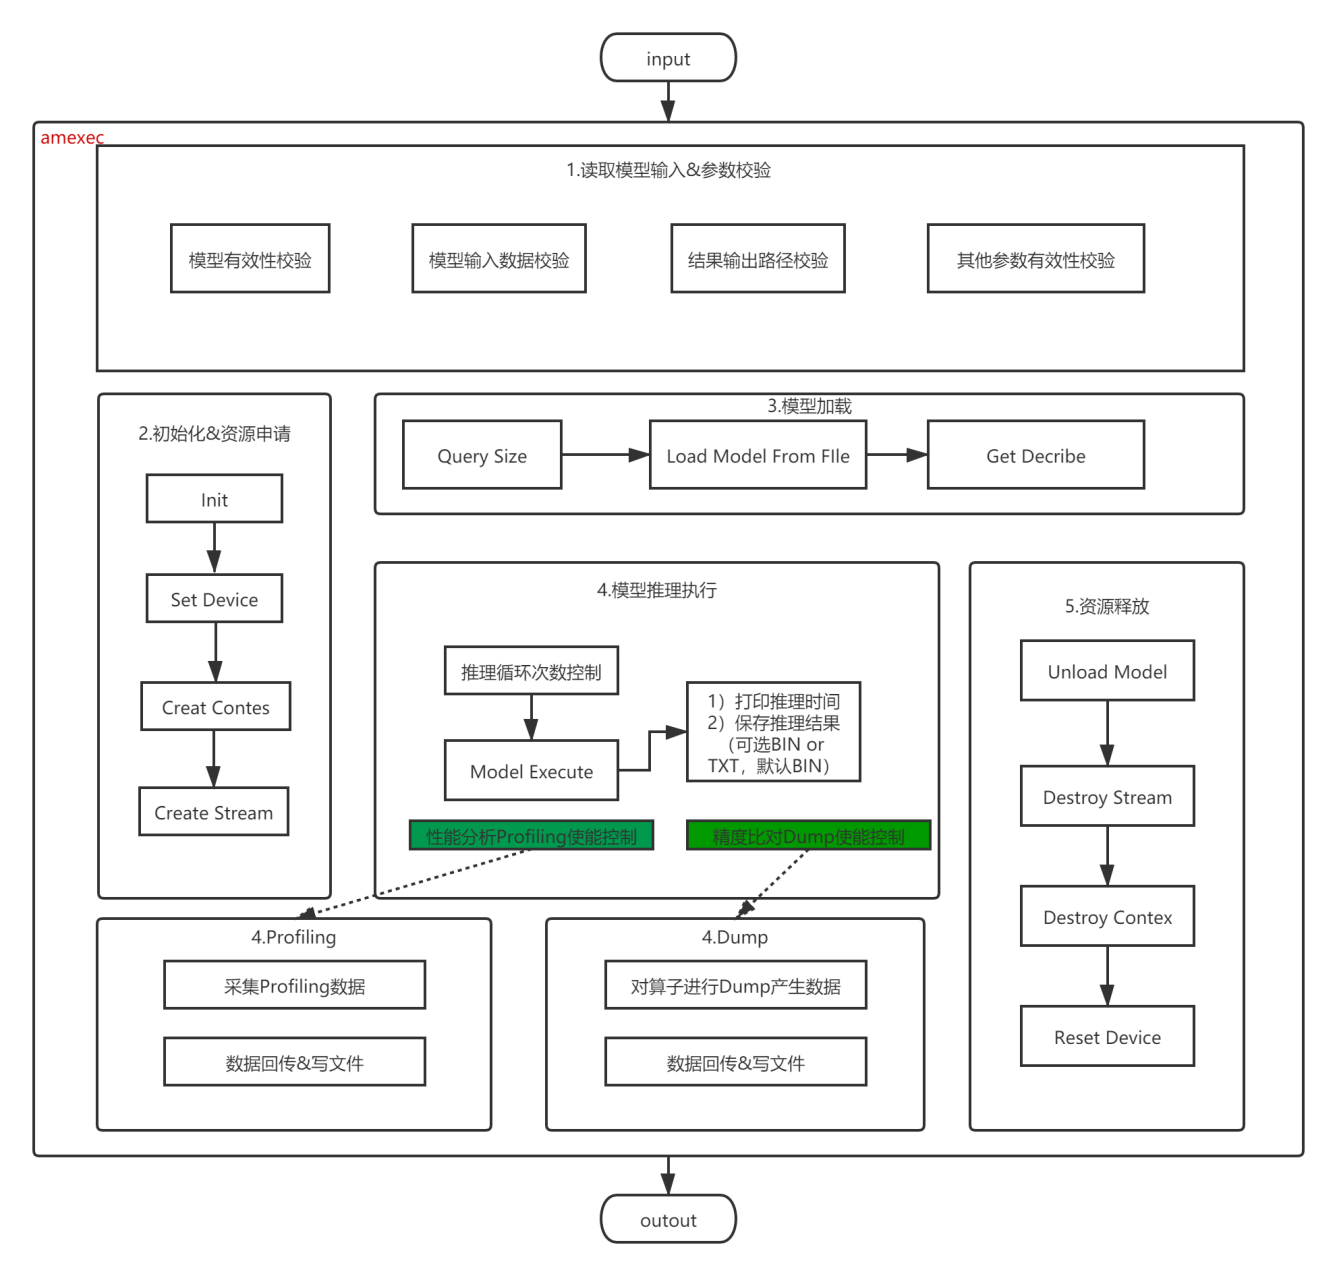 input
amexec
1.读取模型输入&参数校验
模型有效性校验
模型输入数据校验
结果输出路径校验
其他参数有效性校验
2.初始化&资源申请
Init
Set Device
Creat Contes
Create Stream
3.模型加载
Query Size
Load Model From FIle
Get Decribe
4.模型推理执行
推理循环次数控制
Model Execute
1）打印推理时间
2）保存推理结果
（可选BIN or
TXT，默认BIN）
性能分析Profiling使能控制
精度比对Dump使能控制
5.资源释放
Unload Model
Destroy Stream
Destroy Contex
Reset Device
4.Profiling
采集Profiling数据
数据回传&写文件
4.Dump
对算子进行Dump产生数据
数据回传&写文件
outout